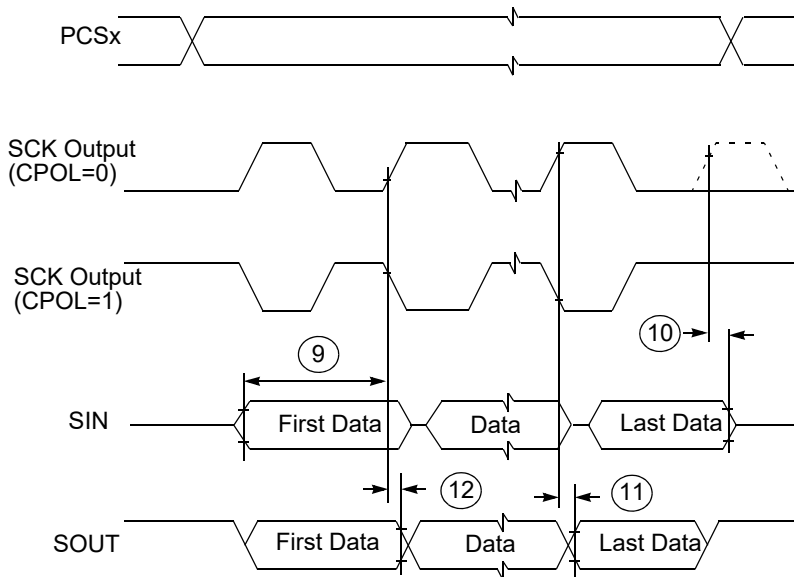 PCSx
SCK Output
(CPOL=0)
SCK Output
(CPOL=1)
10
9
SIN
First Data
Data
Last Data
12
11
SOUT
First Data
Data
Last Data